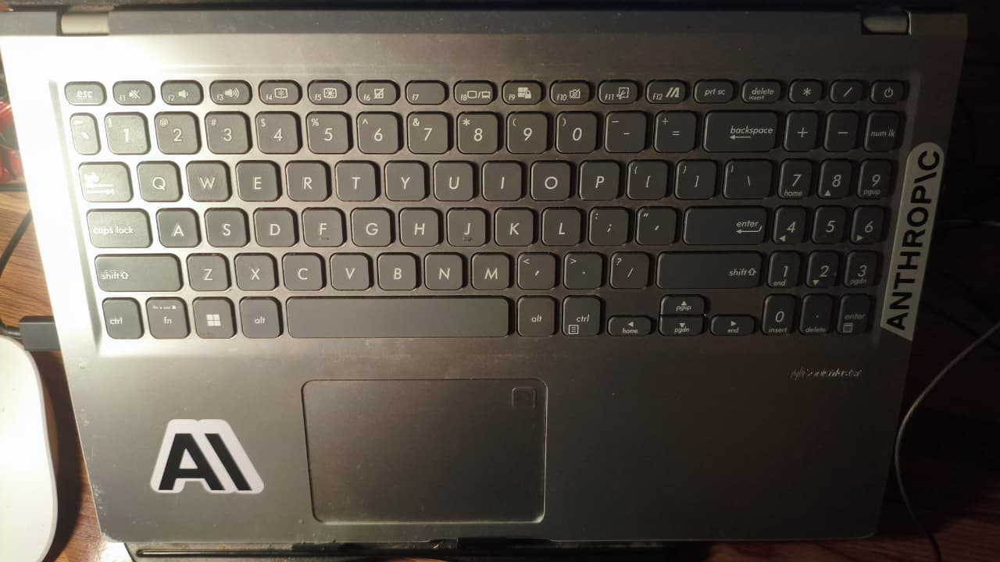 esc f1 f2 f3 f4 f5 f6 f7 f8 f9 f10 f11 f12 prt sc delete insert * /
! 1 @ 2 # 3 $ 4 % 5 ^ 6 & 7 * 8 ( 9 ) 0 _ - + = backspace + - num lk
Q W E R T Y U I O P { [ } ] | \ 7 home 8 9 pgup
caps lock A S D F G H J K L : ; " ' enter 4 5 6
shift Z X C V B N M < , > . ? / shift 1 end 2 3 pgdn
ctrl fn + esc fn alt alt ctrl home pgup pgdn end 0 insert . delete enter
ANTHROP\C
A\